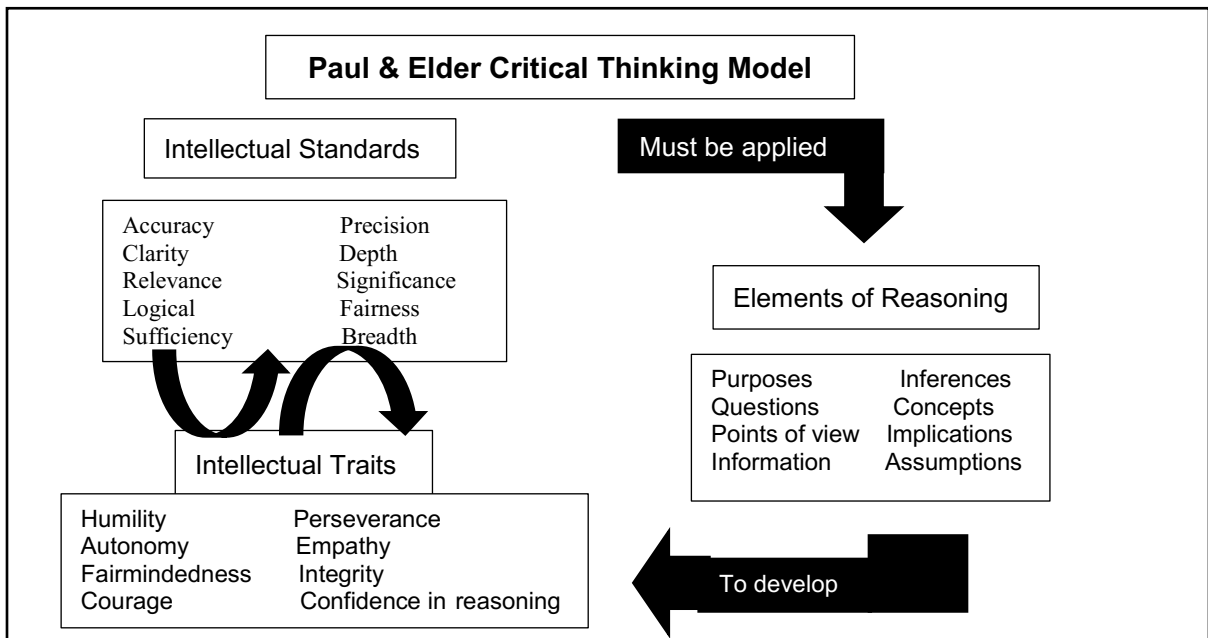 Paul & Elder Critical Thinking Model
Intellectual Standards
Must be applied
Accuracy Precision
Clarity Depth
Relevance Significance
Logical Fairness
Sufficiency Breadth
Elements of Reasoning
Purposes Inferences
Questions Concepts
Points of view Implications
Information Assumptions
Intellectual Traits
Humility Perseverance
Autonomy Empathy
Fairmindedness Integrity
Courage Confidence in reasoning
To develop